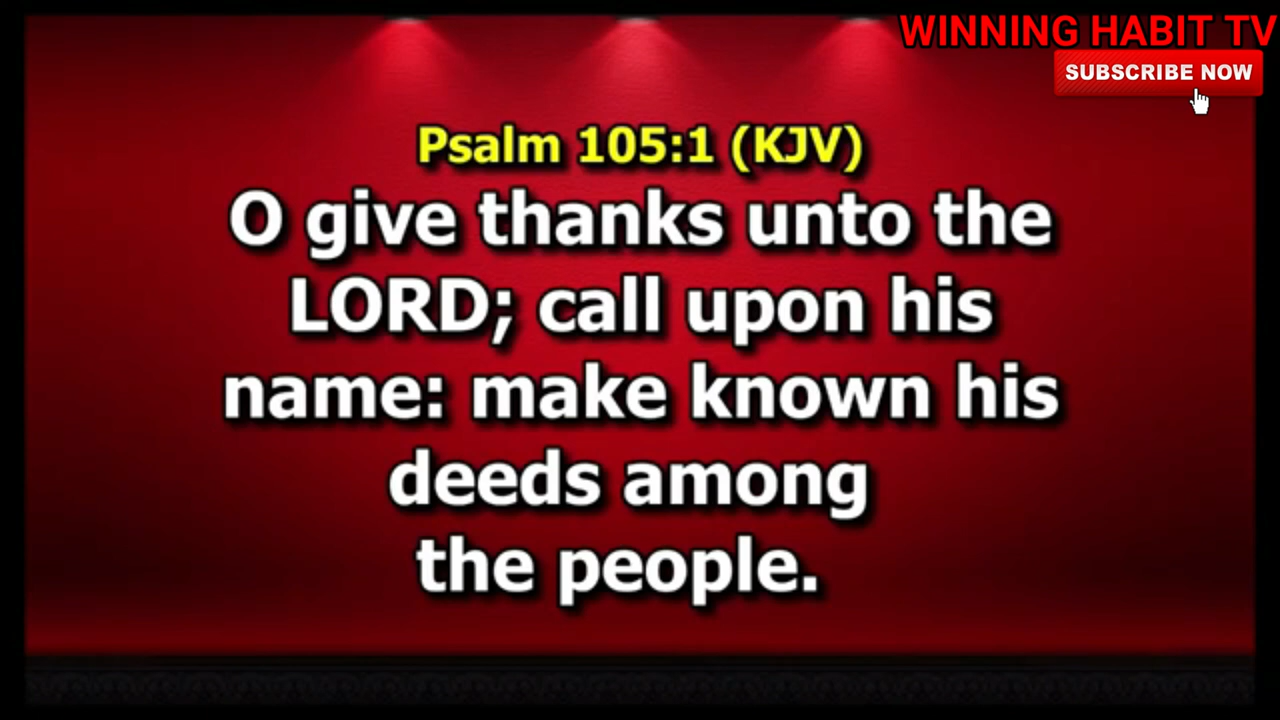 WINNING HABIT TV
SUBSCRIBE NOW
Psalm 105:1 (KJV)
O give thanks unto the
LORD; call upon his
name: make known his
deeds among
the people.